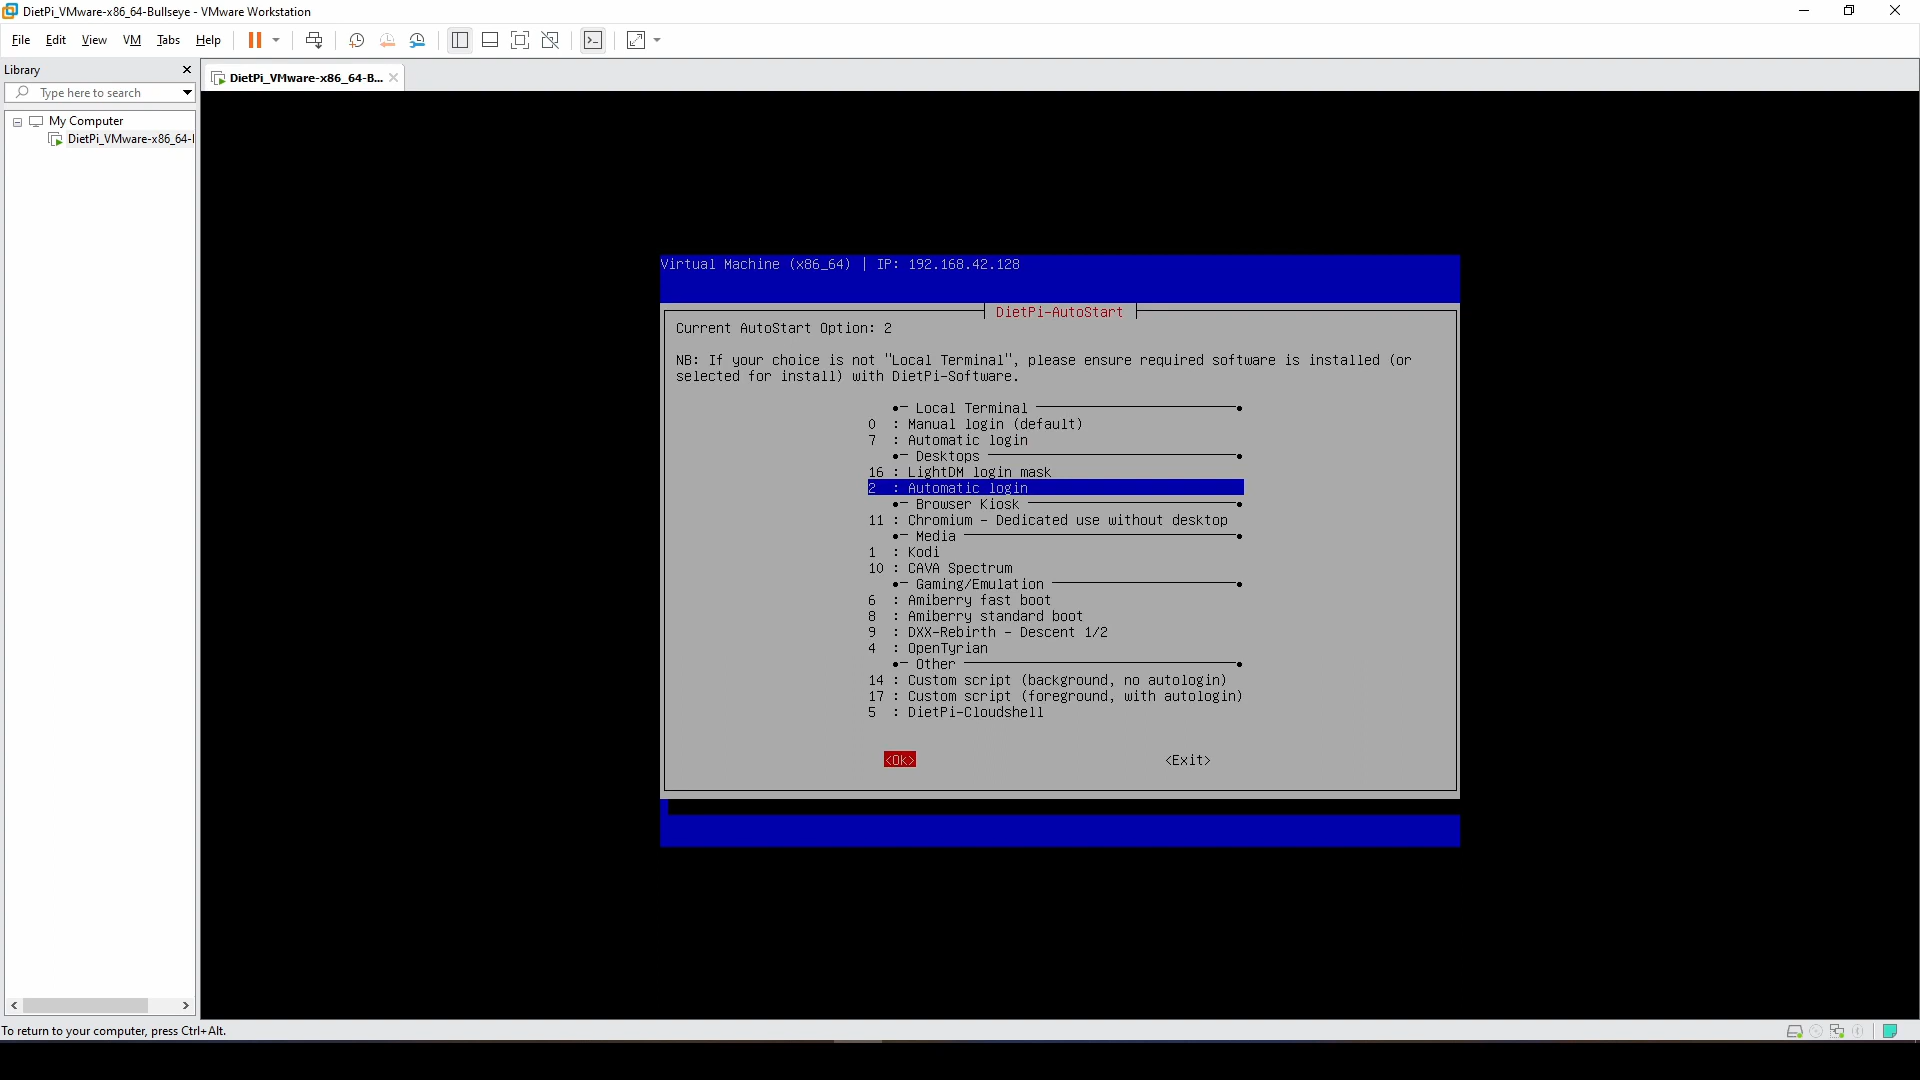 DietPi_VMware-x86_64-Bullseye - VMware Workstation
File Edit View VM Tabs Help
Library
DietPi_VMware-x86_64-B...
Type here to search
My Computer
DietPi_VMware-x86_64-
Virtual Machine (x86_64) | IP: 192.168.42.128
DietPi-AutoStart
Current AutoStart Option: 2
NB: If your choice is not "Local Terminal", please ensure required software is installed (or
selected for install) with DietPi-Software.
●─ Local Terminal ─●
0 : Manual login (default)
7 : Automatic login
●─ Desktops ─●
16 : LightDM login mask
2 : Automatic login
●─ Browser Kiosk ─●
11 : Chromium - Dedicated use without desktop
●─ Media ─●
1 : Kodi
10 : CAVA Spectrum
●─ Gaming/Emulation ─●
6 : Amiberry fast boot
8 : Amiberry standard boot
9 : DXX-Rebirth - Descent 1/2
4 : OpenTyrian
●─ Other ─●
14 : Custom script (background, no autologin)
17 : Custom script (foreground, with autologin)
5 : DietPi-Cloudshell
<Ok> <Exit>
To return to your computer, press Ctrl+Alt.